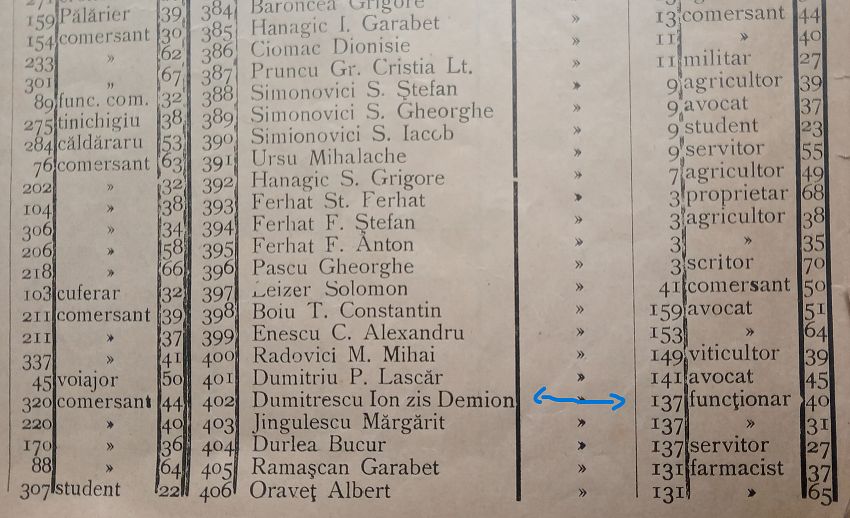 159 Pălărier 39 384 Baroncea Grigore
154 comersant 30 385 Hanagic I. Garabet » 13 comersant 44
233 » 62 386 Ciomac Dionisie » 11 » 40
301 » 67 387 Pruncu Gr. Cristia Lt. » 11 militar 27
89 func. com. 32 388 Simonovici S. Ștefan » 9 agricultor 39
275 tinichigiu 38 389 Simonovici S. Gheorghe » 9 avocat 37
284 căldăraru 53 390 Simionovici S. Iacob » 9 student 23
76 comersant 63 391 Ursu Mihalache » 9 servitor 55
202 » 32 392 Hanagic S. Grigore » 7 agricultor 49
104 » 38 393 Ferhat St. Ferhat » 3 proprietar 68
306 » 34 394 Ferhat F. Ștefan » 3 agricultor 38
206 » 58 395 Ferhat F. Anton » 3 » 35
218 » 66 396 Pascu Gheorghe » 3 scritor 70
103 cuferar 32 397 Leizer Solomon » 41 comersant 50
211 comersant 39 398 Boiu T. Constantin » 159 avocat 51
211 » 37 399 Enescu C. Alexandru » 153 » 64
337 » 41 400 Radovici M. Mihai » 149 viticultor 39
45 voiajor 50 401 Dumitriu P. Lascăr » 141 avocat 45
320 comersant 44 402 Dumitrescu Ion zis Demion » 137 funcţionar 40
220 » 40 403 Jingulescu Mărgărit » 137 » 31
170 » 36 404 Durlea Bucur » 137 servitor 27
88 » 64 405 Ramaşcan Garabet » 131 farmacist 37
307 student 22 406 Oraveţ Albert » 131 » 65